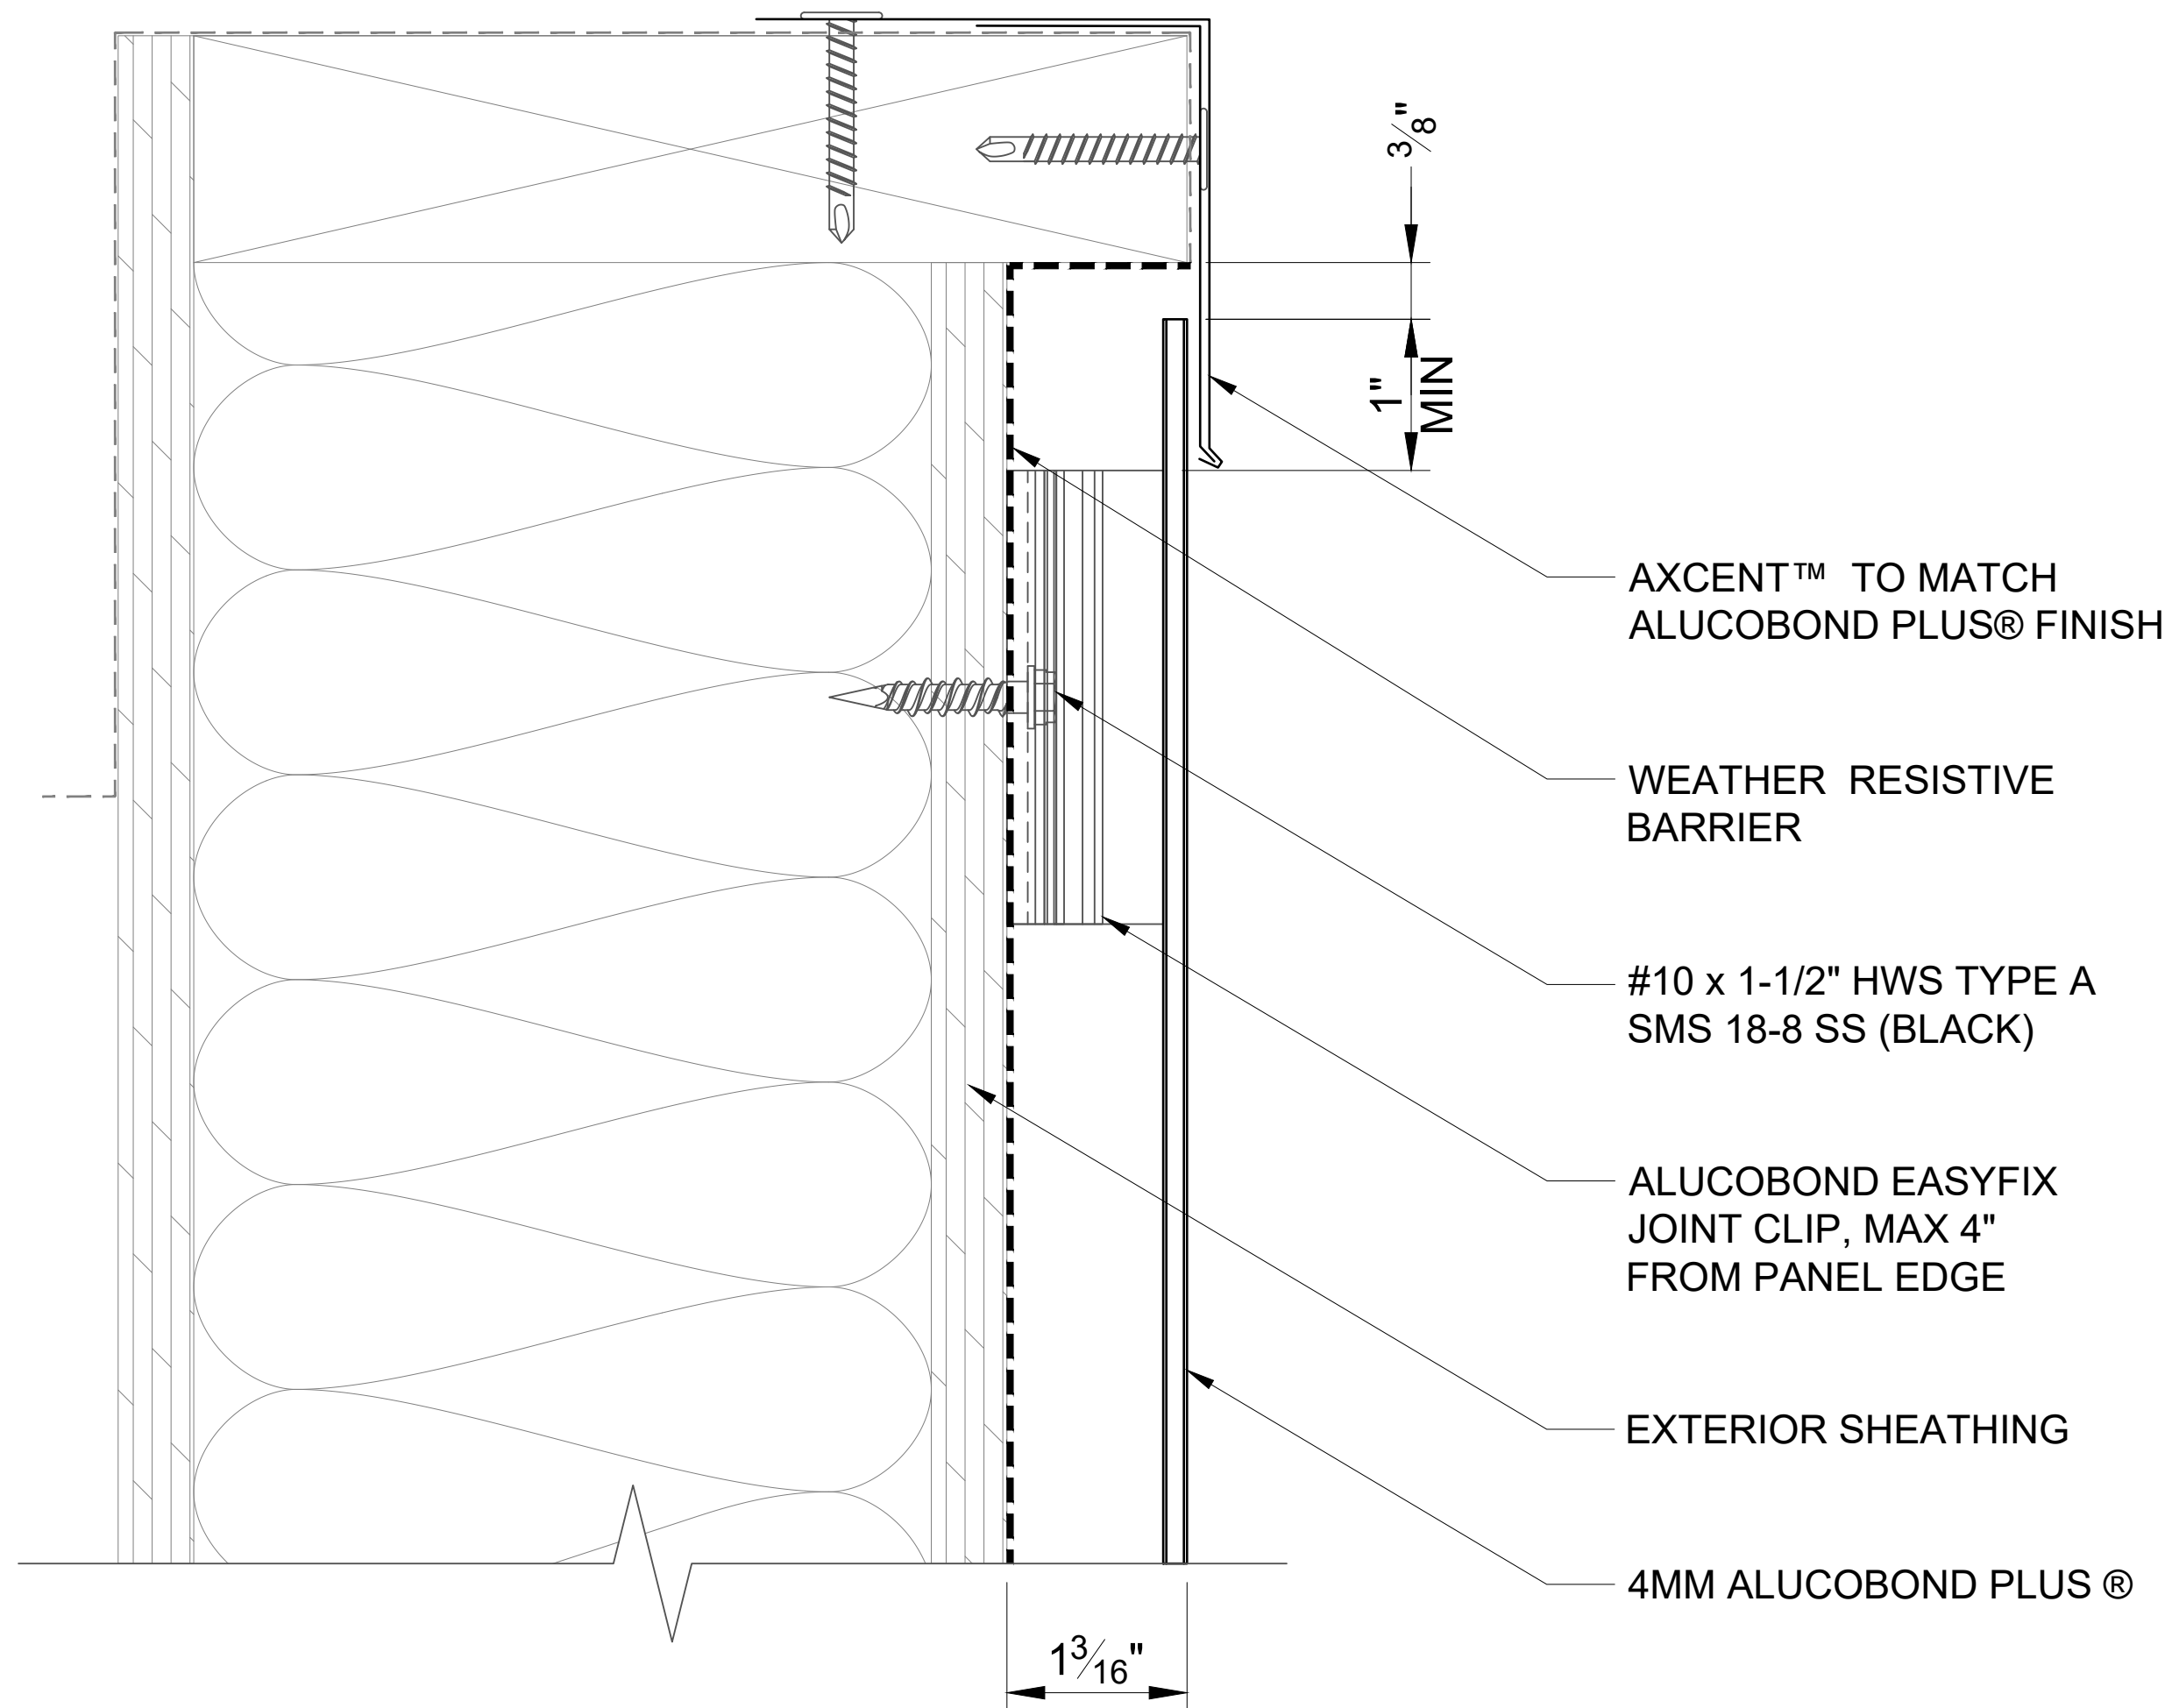 3/8"
1"
MIN
AXCENT™ TO MATCH
ALUCOBOND PLUS® FINISH
WEATHER RESISTIVE
BARRIER
#10 x 1-1/2" HWS TYPE A
SMS 18-8 SS (BLACK)
ALUCOBOND EASYFIX
JOINT CLIP, MAX 4"
FROM PANEL EDGE
EXTERIOR SHEATHING
4MM ALUCOBOND PLUS ®
1 3/16"